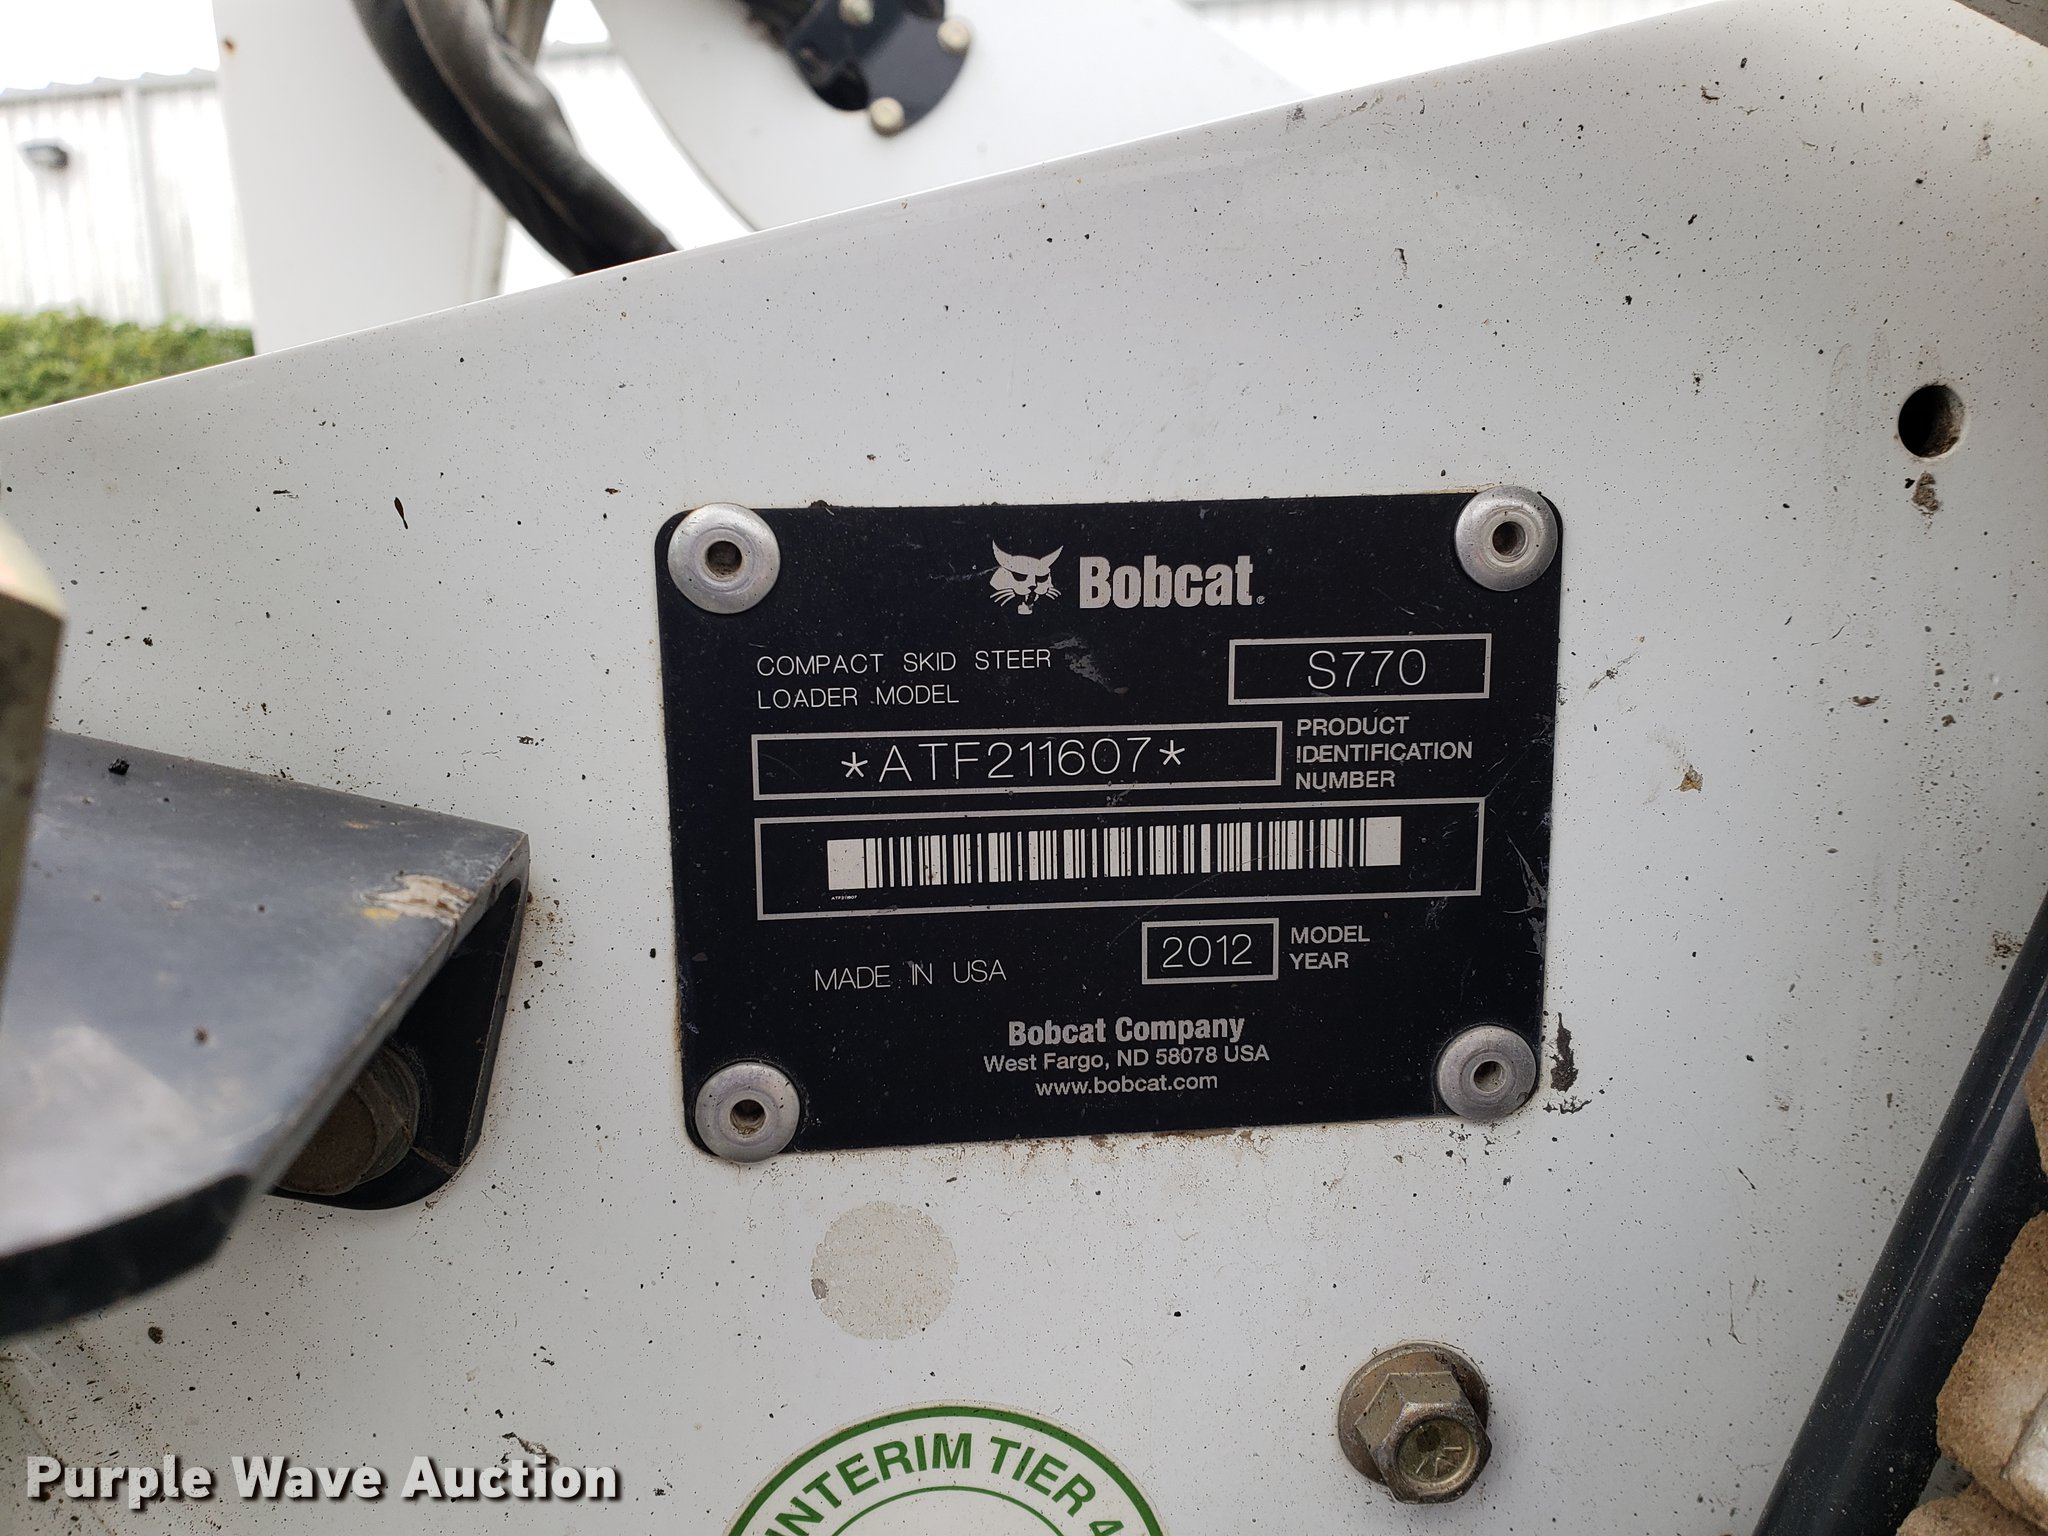 Bobcat®
COMPACT SKID STEER
LOADER MODEL
S770
*ATF211607*
PRODUCT
IDENTIFICATION
NUMBER
ATF211607
MADE IN USA
2012
MODEL
YEAR
Bobcat Company
West Fargo, ND 58078 USA
www.bobcat.com
INTERIM TIER 4
Purple Wave Auction